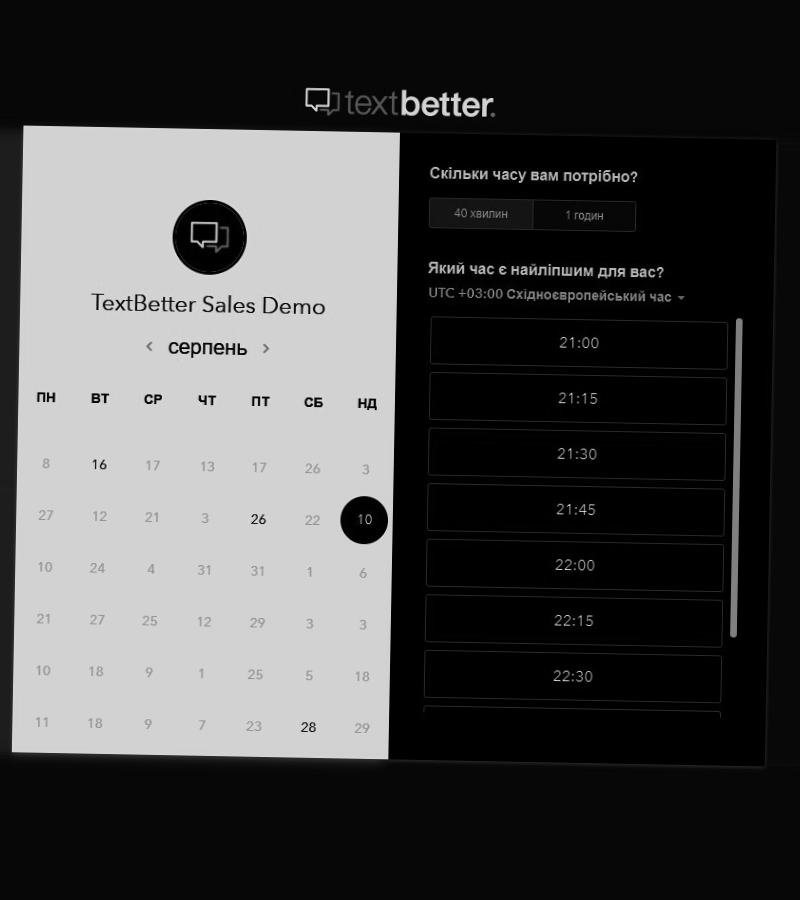 textbetter.
TextBetter Sales Demo
серпень
ПН ВТ СР ЧТ ПТ СБ НД
8 16 17 13 17 26 3
27 12 21 3 26 22 10
10 24 4 31 31 1 6
21 27 25 12 29 3 3
10 18 9 1 25 5 18
11 18 9 7 23 28 29
Скільки часу вам потрібно?
40 хвилин 1 годин
Який час є найліпшим для вас?
UTC +03:00 Східноєвропейський час
21:00
21:15
21:30
21:45
22:00
22:15
22:30